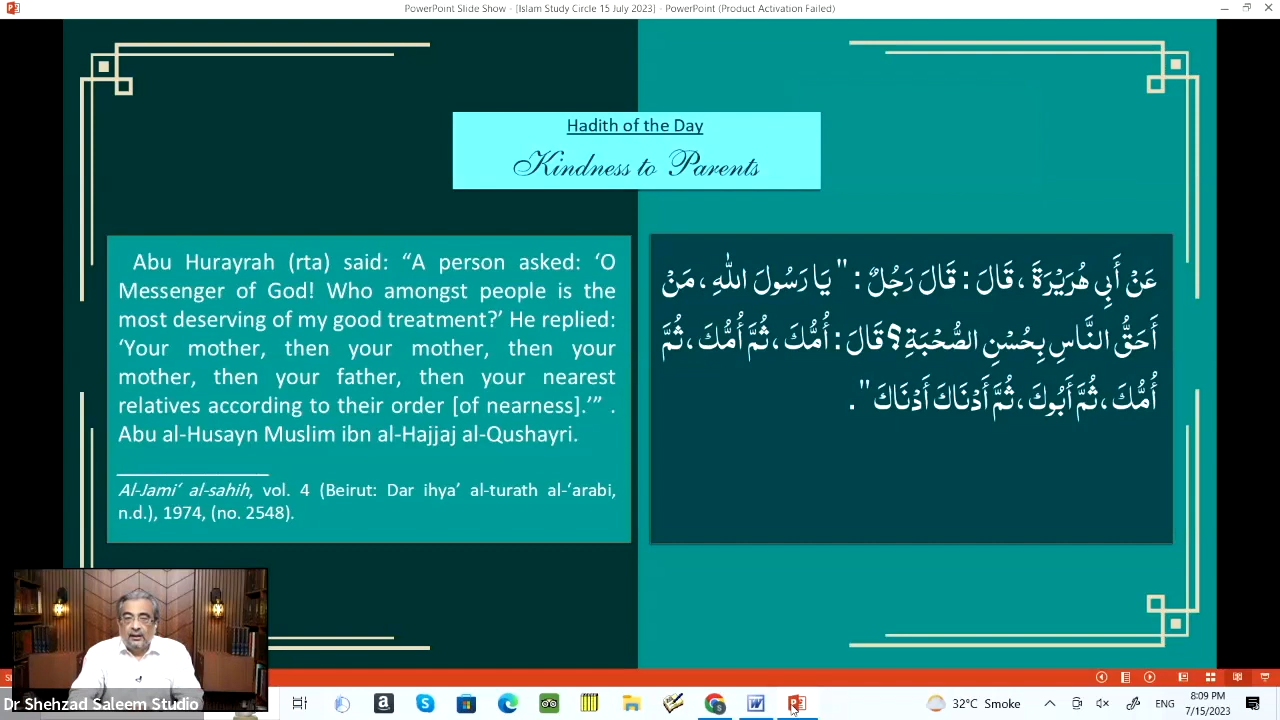 PowerPoint Slide Show - [Islam Study Circle 15 July 2023] - PowerPoint (Product Activation Failed)
Hadith of the Day
Kindness to Parents
Abu Hurayrah (rta) said: “A person asked: ‘O
Messenger of God! Who amongst people is the
most deserving of my good treatment?’ He replied:
‘Your mother, then your mother, then your
mother, then your father, then your nearest
relatives according to their order [of nearness].’” .
Abu al-Husayn Muslim ibn al-Hajjaj al-Qushayri.
Al-Jami‘ al-sahih, vol. 4 (Beirut: Dar ihya’ al-turath al-‘arabi,
n.d.), 1974, (no. 2548).
عَنْ أَبِي هُرَيْرَةَ ، قَالَ : قَالَ رَجُلٌ : " يَا رَسُولَ اللّٰهِ ، مَنْ
أَحَقُّ النَّاسِ بِحُسْنِ الصُّحْبَةِ؟ قَالَ : أُمُّكَ ، ثُمَّ أُمُّكَ ، ثُمَّ
أُمُّكَ ، ثُمَّ أَبُوكَ ، ثُمَّ أَدْنَاكَ أَدْنَاكَ " .
Dr Shehzad Saleem Studio
32°C Smoke
ENG
8:09 PM
7/15/2023